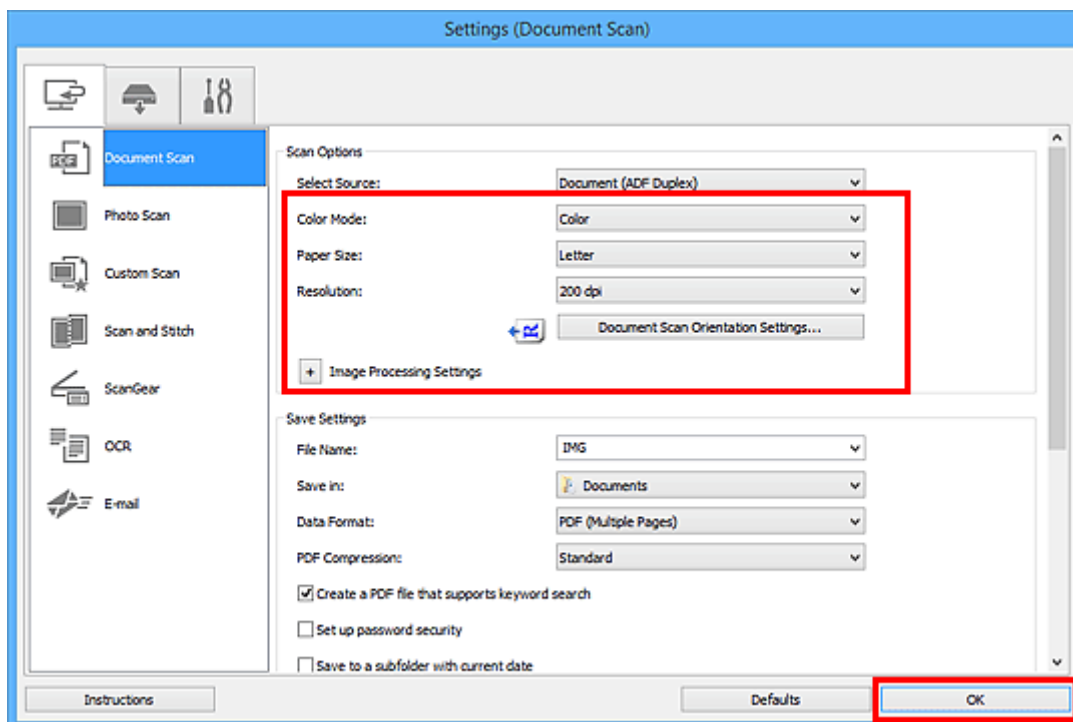 Settings (Document Scan)
PDF
Document Scan
Photo Scan
Custom Scan
Scan and Stitch
ScanGear
OCR
E-mail
Scan Options
Select Source: Document (ADF Duplex)
Color Mode: Color
Paper Size: Letter
Resolution: 200 dpi
R Document Scan Orientation Settings...
+ Image Processing Settings
Save Settings
File Name: IMG
Save in: Documents
Data Format: PDF (Multiple Pages)
PDF Compression: Standard
Create a PDF file that supports keyword search
Set up password security
Save to a subfolder with current date
Instructions Defaults OK